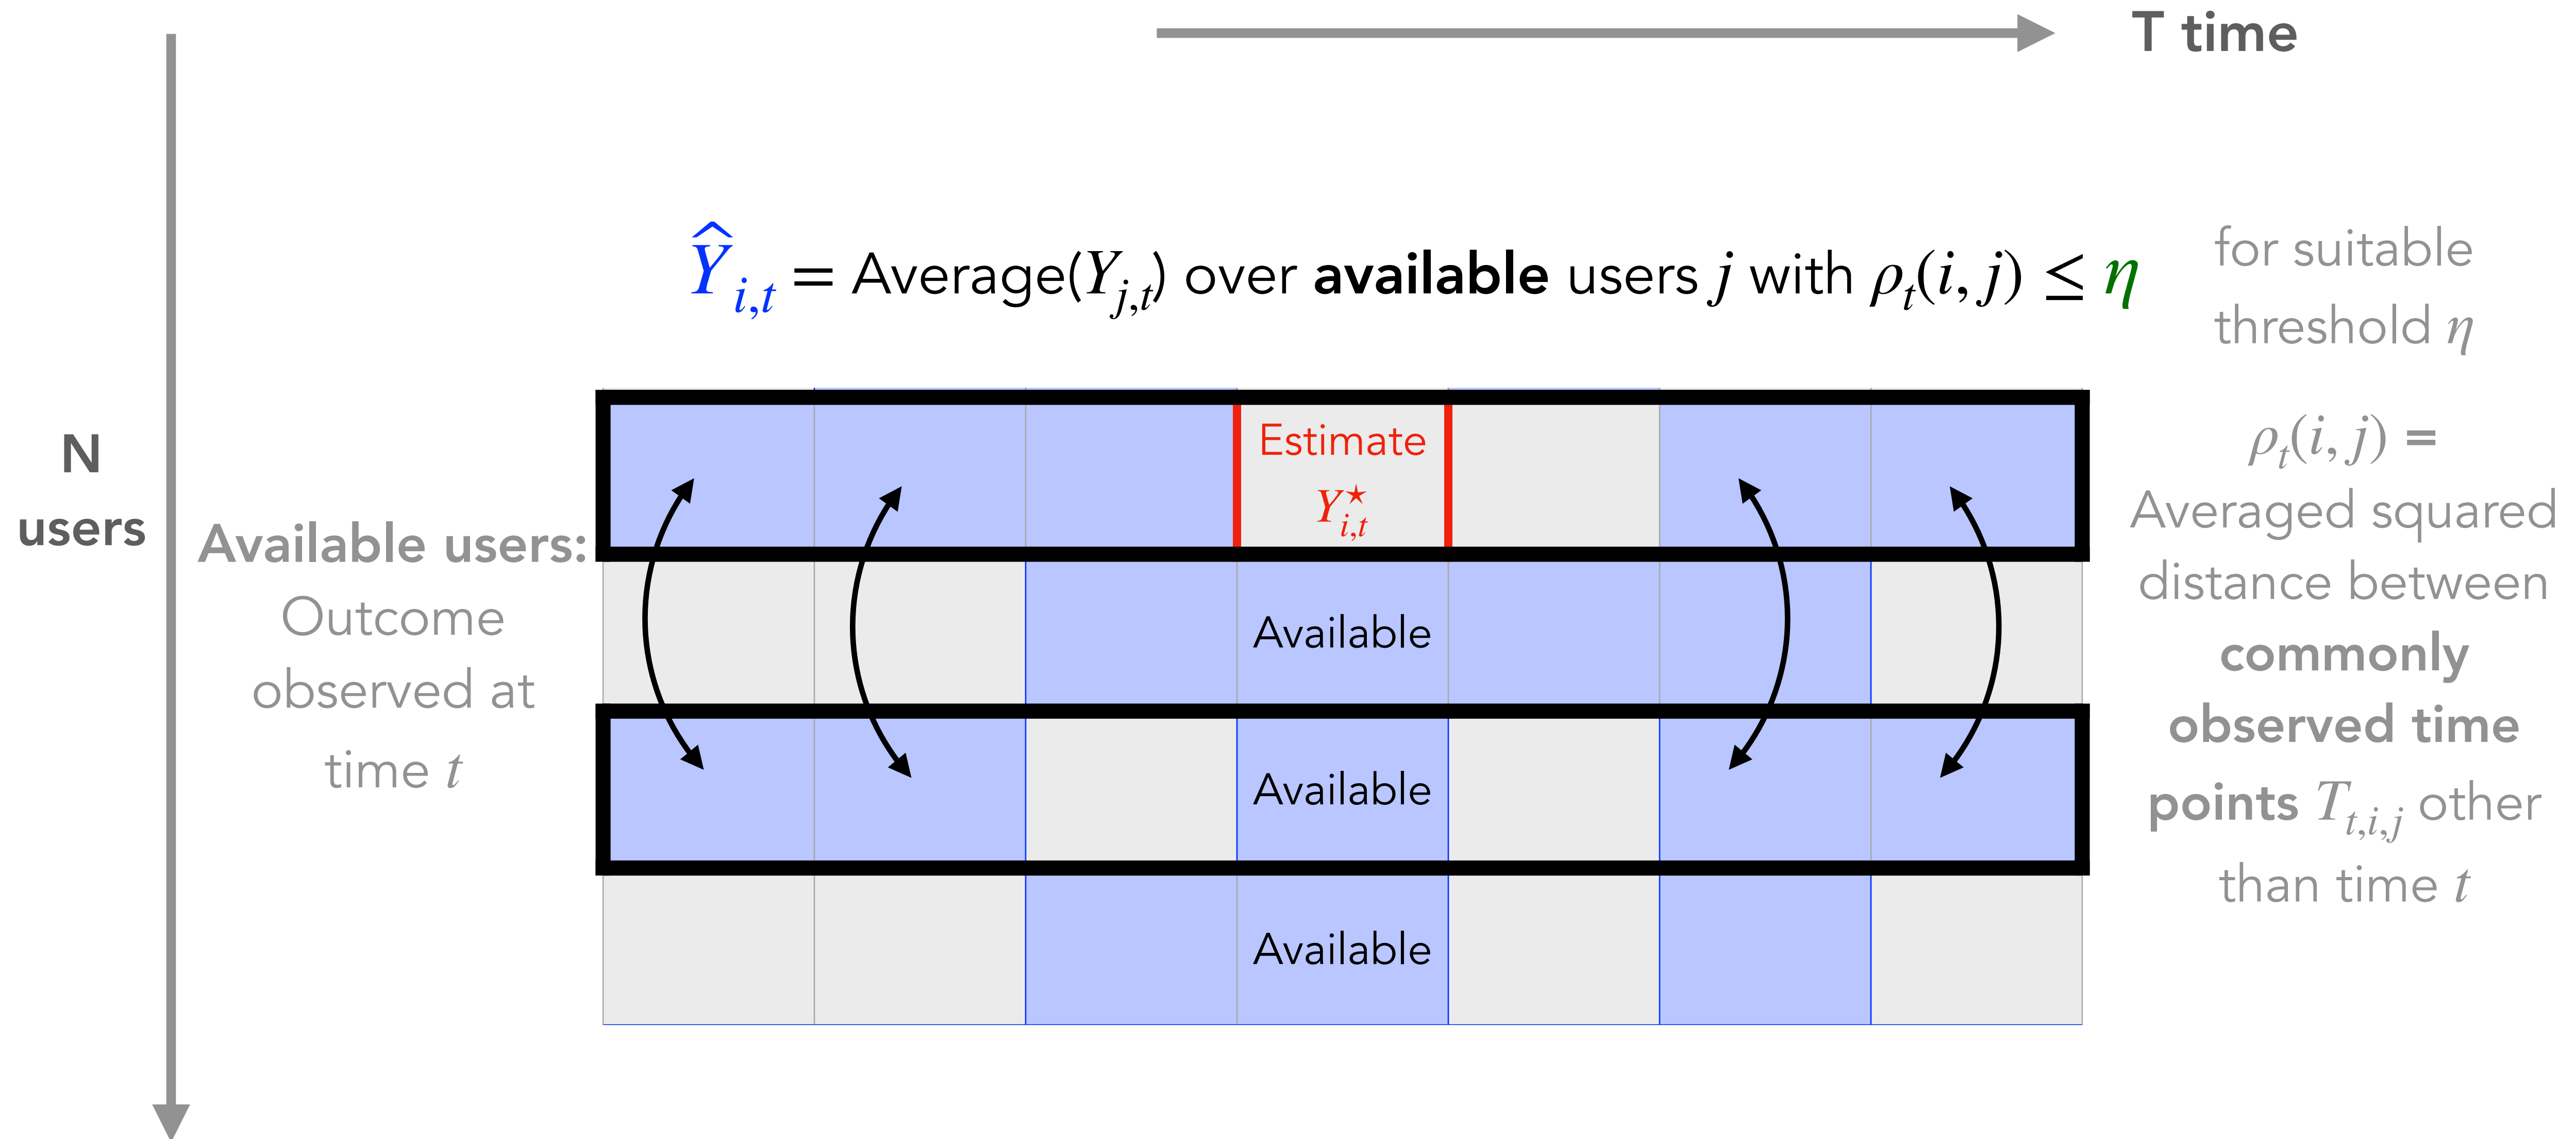 T time
Ŷ_{i,t} = Average(Y_{j,t}) over available users j with ρ_t(i, j) ≤ η
for suitable
threshold η
N
users
Available users:
Outcome
observed at
time t
Estimate
Y^★_{i,t}
Available
Available
Available
ρ_t(i, j) =
Averaged squared
distance between
commonly
observed time
points T_{t,i,j} other
than time t